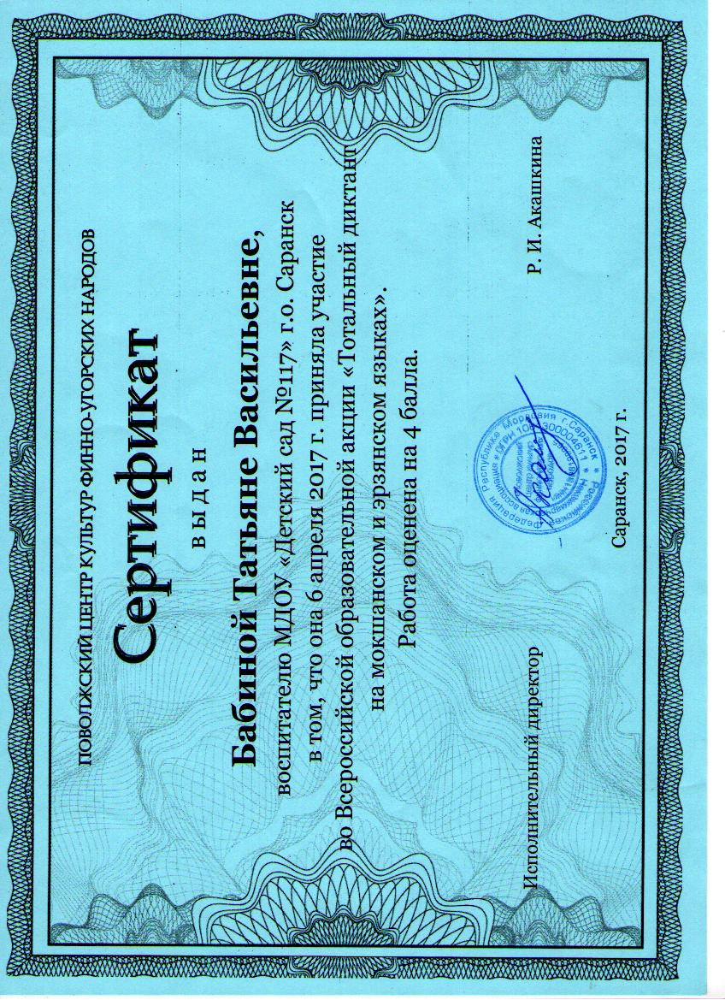 ПОВОЛЖСКИЙ ЦЕНТР КУЛЬТУР ФИННО-УГОРСКИХ НАРОДОВ
Сертификат
выдан
Бабиной Татьяне Васильевне,
воспитателю МДОУ «Детский сад №117» г.о. Саранск
в том, что она 6 апреля 2017 г. приняла участие
во Всероссийской образовательной акции «Тотальный диктант
на мокшанском и эрзянском языках».
Работа оценена на 4 балла.
Исполнительный директор
Р. И. Акашкина
Республика Мордовия г.Саранск
Саранск, 2017 г.